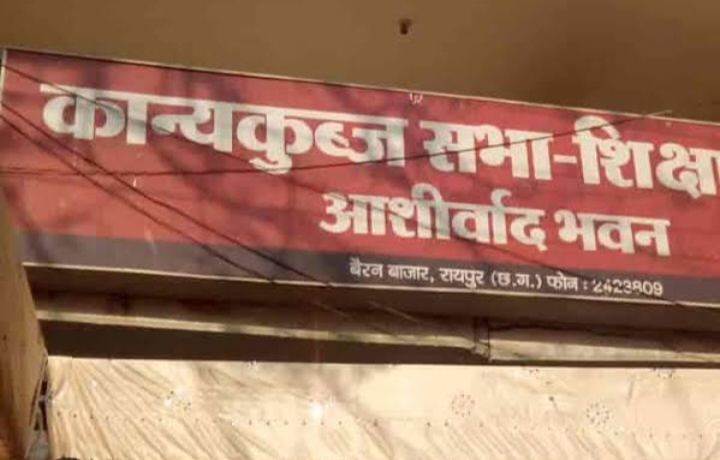 कान्यकुब्ज सभा-शिक्षा
आशीर्वाद भवन
बैरन बाजार, रायपुर (छ.ग.) फोन : 2423809